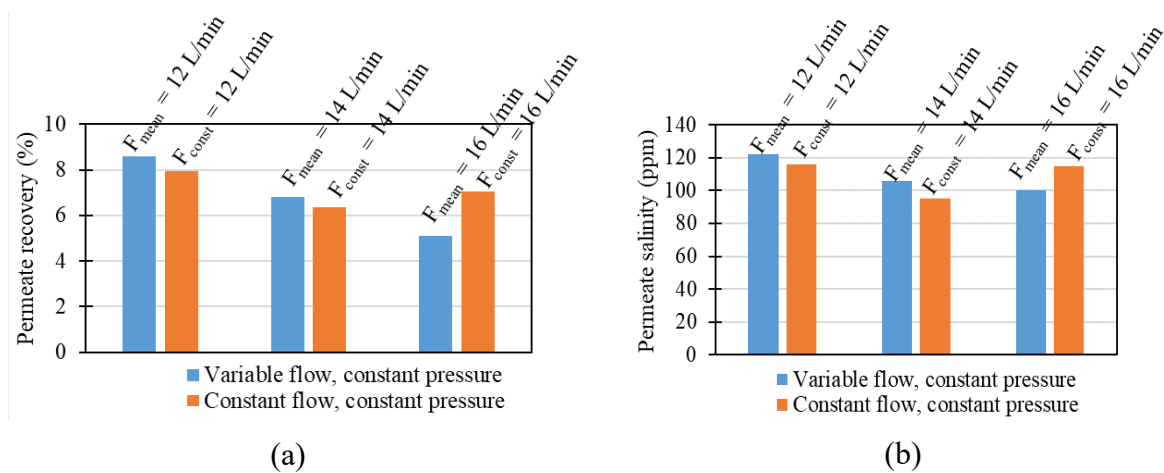 F_mean = 12 L/min
F_const = 12 L/min
F_mean = 14 L/min
F_const = 14 L/min
F_mean = 16 L/min
F_const = 16 L/min
Permeate recovery (%)
10
8
6
4
2
0
Variable flow, constant pressure
Constant flow, constant pressure
(a)
F_mean = 12 L/min
F_const = 12 L/min
F_mean = 14 L/min
F_const = 14 L/min
F_mean = 16 L/min
F_const = 16 L/min
Permeate salinity (ppm)
140
120
100
80
60
40
20
0
Variable flow, constant pressure
Constant flow, constant pressure
(b)